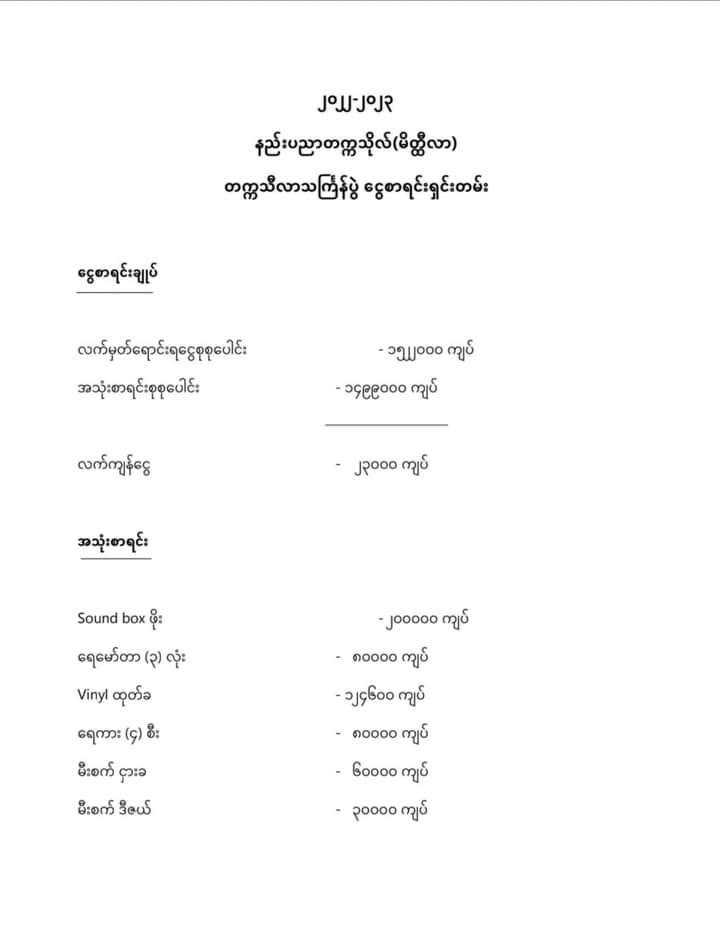 ၂၀၂၂-၂၀၂၃
နည်းပညာတက္ကသိုလ်(မိတ္ထီလာ)
တက္ကသီလာသင်္ကြန်ပွဲ ငွေစာရင်းရှင်းတမ်း
ငွေစာရင်းချုပ်
လက်မှတ်ရောင်းရငွေစုစုပေါင်း - ၁၅၂၂၀၀၀ ကျပ်
အသုံးစာရင်းစုစုပေါင်း - ၁၄၉၉၀၀၀ ကျပ်
လက်ကျန်ငွေ - ၂၃၀၀၀ ကျပ်
အသုံးစာရင်း
Sound box ဖိုး - ၂၀၀၀၀၀ ကျပ်
ရေမော်တာ (၃) လုံး - ၈၀၀၀၀ ကျပ်
Vinyl ထုတ်ခ - ၁၂၄၆၀၀ ကျပ်
ရေကား (၄) စီး - ၈၀၀၀၀ ကျပ်
မီးစက် ငှားခ - ၆၀၀၀၀ ကျပ်
မီးစက် ဒီဇယ် - ၃၀၀၀၀ ကျပ်